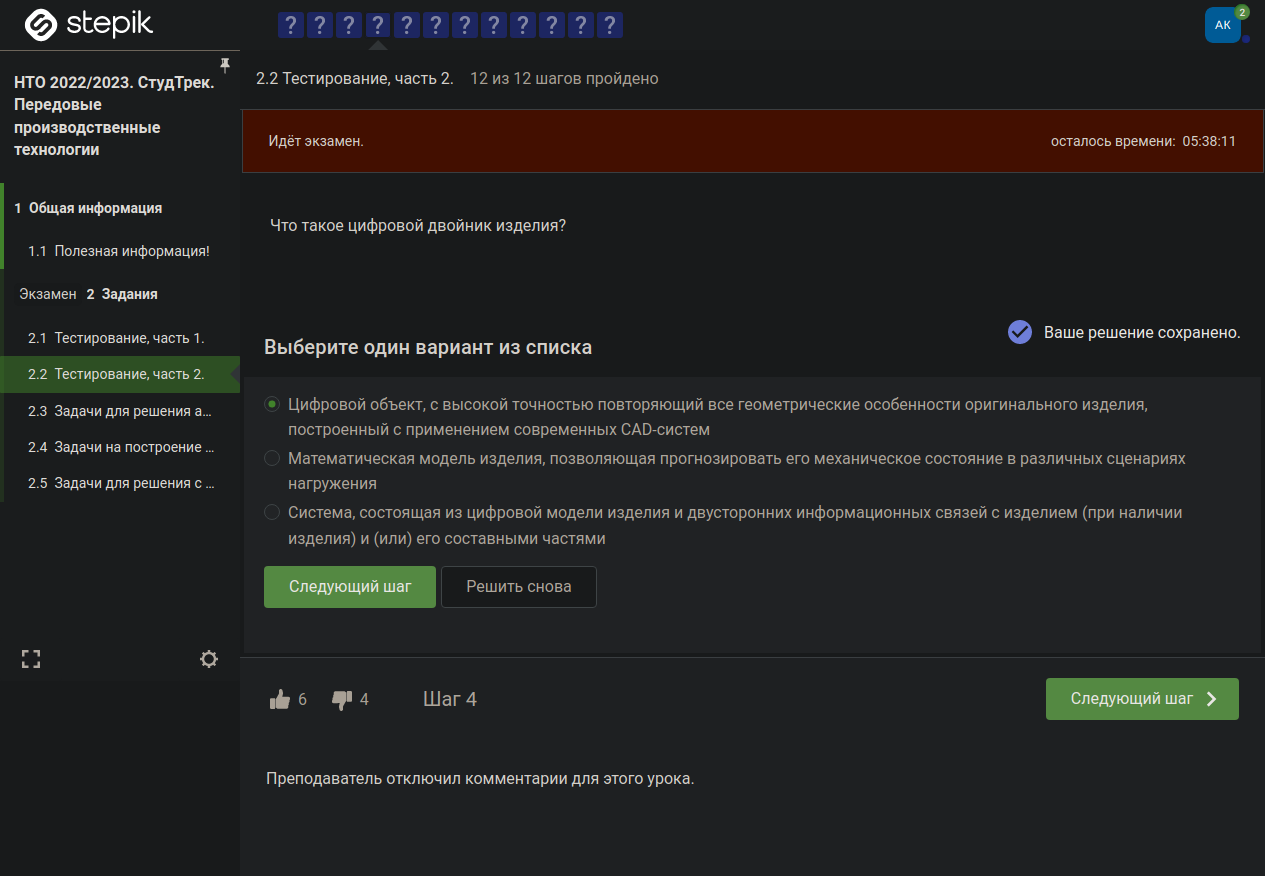 stepik
? ? ? ? ? ? ? ? ? ? ? ?
АК
2
НТО 2022/2023. СтудТрек.
Передовые
производственные
технологии
1 Общая информация
1.1 Полезная информация!
Экзамен 2 Задания
2.1 Тестирование, часть 1.
2.2 Тестирование, часть 2.
2.3 Задачи для решения а...
2.4 Задачи на построение ...
2.5 Задачи для решения с ...
2.2 Тестирование, часть 2. 12 из 12 шагов пройдено
Идёт экзамен. осталось времени: 05:38:11
Что такое цифровой двойник изделия?
Ваше решение сохранено.
Выберите один вариант из списка
Цифровой объект, с высокой точностью повторяющий все геометрические особенности оригинального изделия,
построенный с применением современных CAD-систем
Математическая модель изделия, позволяющая прогнозировать его механическое состояние в различных сценариях
нагружения
Система, состоящая из цифровой модели изделия и двусторонних информационных связей с изделием (при наличии
изделия) и (или) его составными частями
Следующий шаг Решить снова
6 4 Шаг 4 Следующий шаг
Преподаватель отключил комментарии для этого урока.